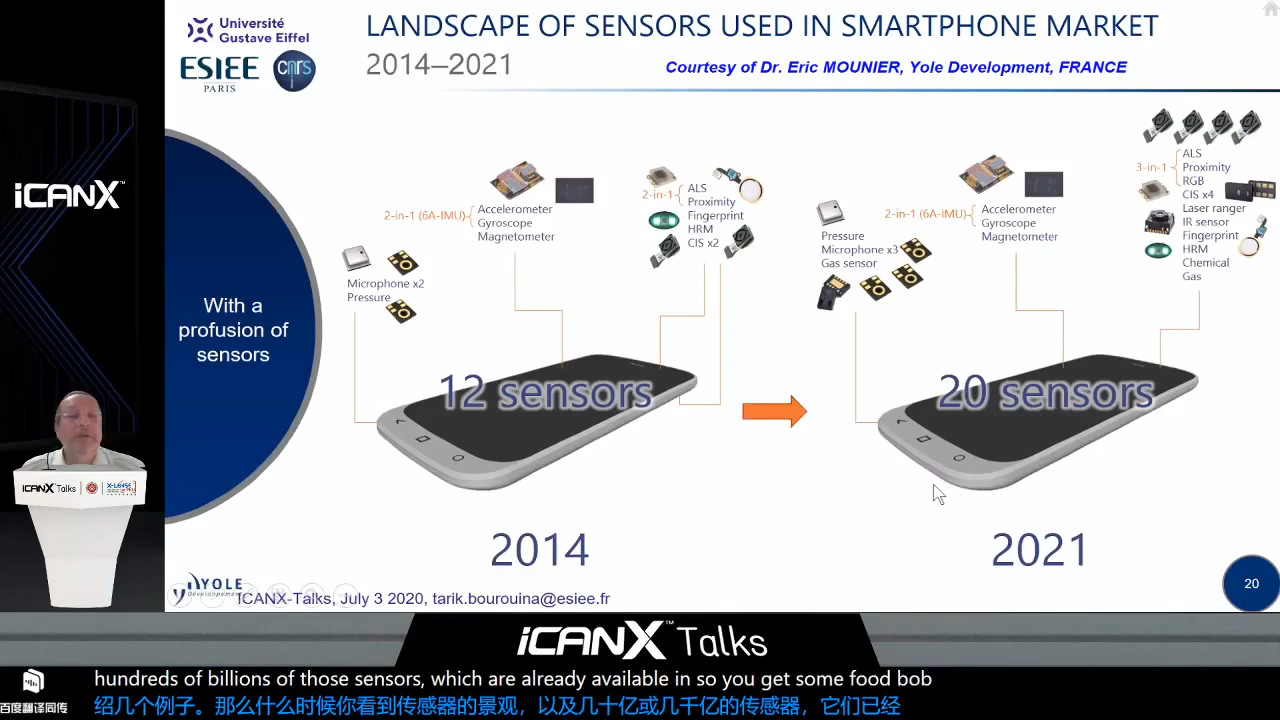 Université
Gustave Eiffel
ESIEE
PARIS
cnrs
LANDSCAPE OF SENSORS USED IN SMARTPHONE MARKET
2014—2021
Courtesy of Dr. Eric MOUNIER, Yole Development, FRANCE
iCANX™
With a
profusion of
sensors
2-in-1 (6A-IMU)
Accelerometer
Gyroscope
Magnetometer
2-in-1
ALS
Proximity
Fingerprint
HRM
CIS x2
Microphone x2
Pressure
12 sensors
2014
Pressure
Microphone x3
Gas sensor
2-in-1 (6A-IMU)
Accelerometer
Gyroscope
Magnetometer
3-in-1
ALS
Proximity
RGB
CIS x4
Laser ranger
IR sensor
Fingerprint
HRM
Chemical
Gas
20 sensors
2021
iCANX Talks
X-LENSE
YOLE
Développement
ICANX-Talks, July 3 2020, tarik.bourouina@esiee.fr
20
iCANX™ Talks
hundreds of billions of those sensors, which are already available in so you get some food bob
绍几个例子。那么什么时候你看到传感器的景观，以及几十亿或几千亿的传感器，它们已经
百度翻译同传